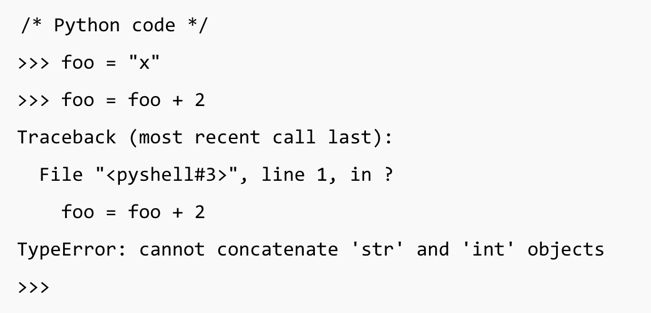 /* Python code */
>>> foo = "x"
>>> foo = foo + 2
Traceback (most recent call last):
  File "<pyshell#3>", line 1, in ?
    foo = foo + 2
TypeError: cannot concatenate 'str' and 'int' objects
>>>